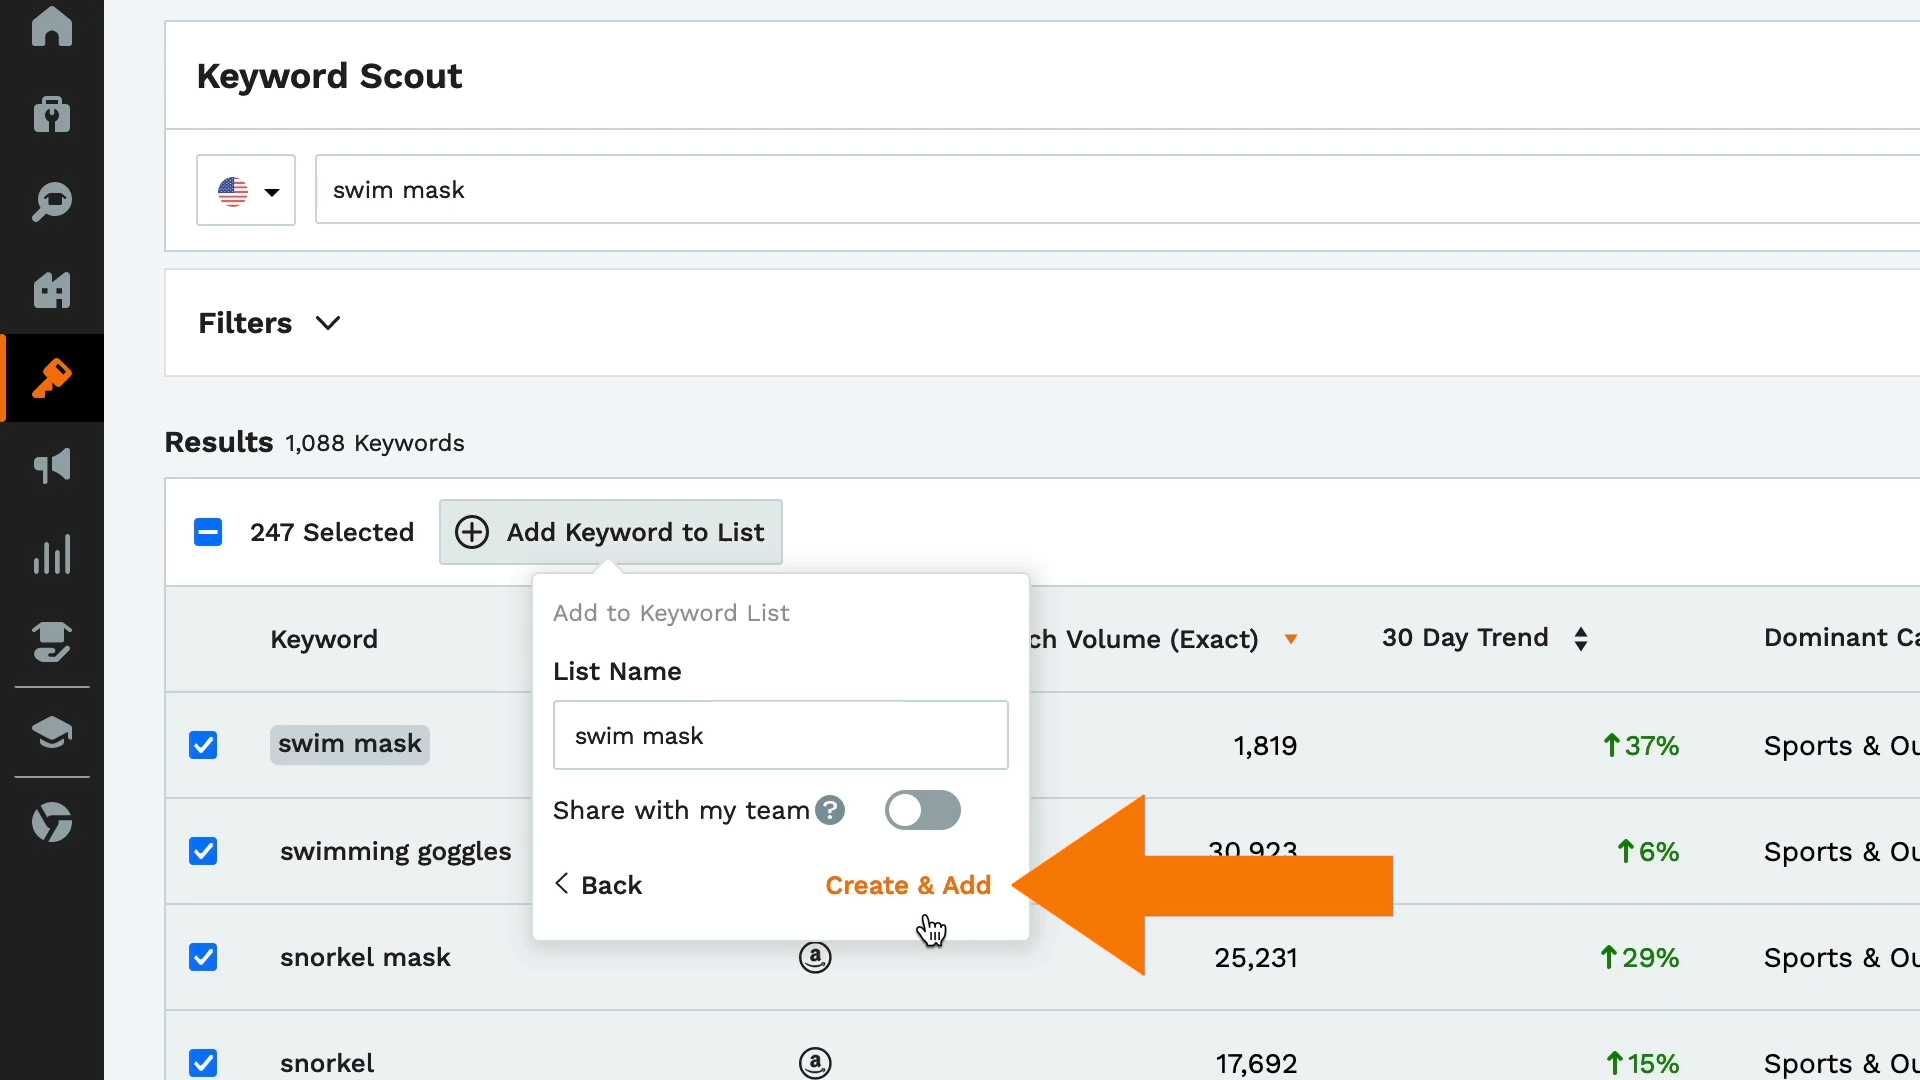 Keyword Scout
swim mask
Filters
Results 1,088 Keywords
247 Selected Add Keyword to List
Add to Keyword List
List Name
swim mask
Share with my team ?
Back Create & Add
Keyword ch Volume (Exact) 30 Day Trend Dominant Ca
swim mask 1,819 37% Sports & Ou
swimming goggles 30,923 6% Sports & Ou
snorkel mask a 25,231 29% Sports & Ou
snorkel a 17,692 15% Sports & Ou